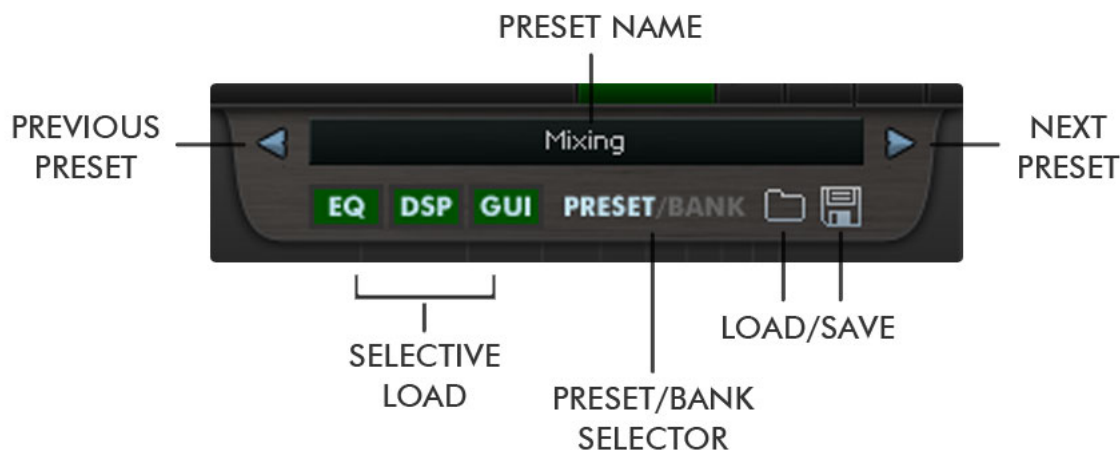 PRESET NAME
PREVIOUS
PRESET
Mixing
NEXT
PRESET
EQ DSP GUI PRESET/BANK
SELECTIVE
LOAD
LOAD/SAVE
PRESET/BANK
SELECTOR